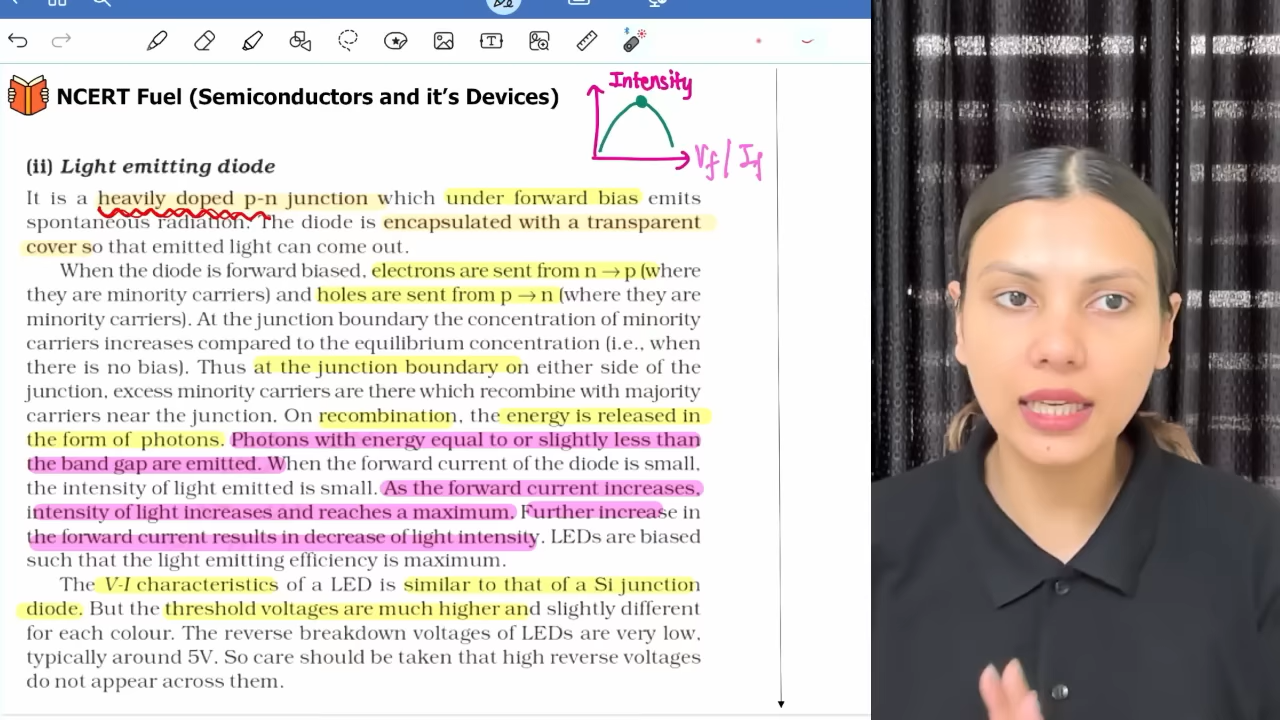 Intensity
NCERT Fuel (Semiconductors and it's Devices)
Vf / If
(ii) Light emitting diode
It is a heavily doped p-n junction which under forward bias emits
spontaneous radiation. The diode is encapsulated with a transparent
cover so that emitted light can come out.
When the diode is forward biased, electrons are sent from n → p (where
they are minority carriers) and holes are sent from p → n (where they are
minority carriers). At the junction boundary the concentration of minority
carriers increases compared to the equilibrium concentration (i.e., when
there is no bias). Thus at the junction boundary on either side of the
junction, excess minority carriers are there which recombine with majority
carriers near the junction. On recombination, the energy is released in
the form of photons. Photons with energy equal to or slightly less than
the band gap are emitted. When the forward current of the diode is small,
the intensity of light emitted is small. As the forward current increases,
intensity of light increases and reaches a maximum. Further increase in
the forward current results in decrease of light intensity. LEDs are biased
such that the light emitting efficiency is maximum.
The V-I characteristics of a LED is similar to that of a Si junction
diode. But the threshold voltages are much higher and slightly different
for each colour. The reverse breakdown voltages of LEDs are very low,
typically around 5V. So care should be taken that high reverse voltages
do not appear across them.